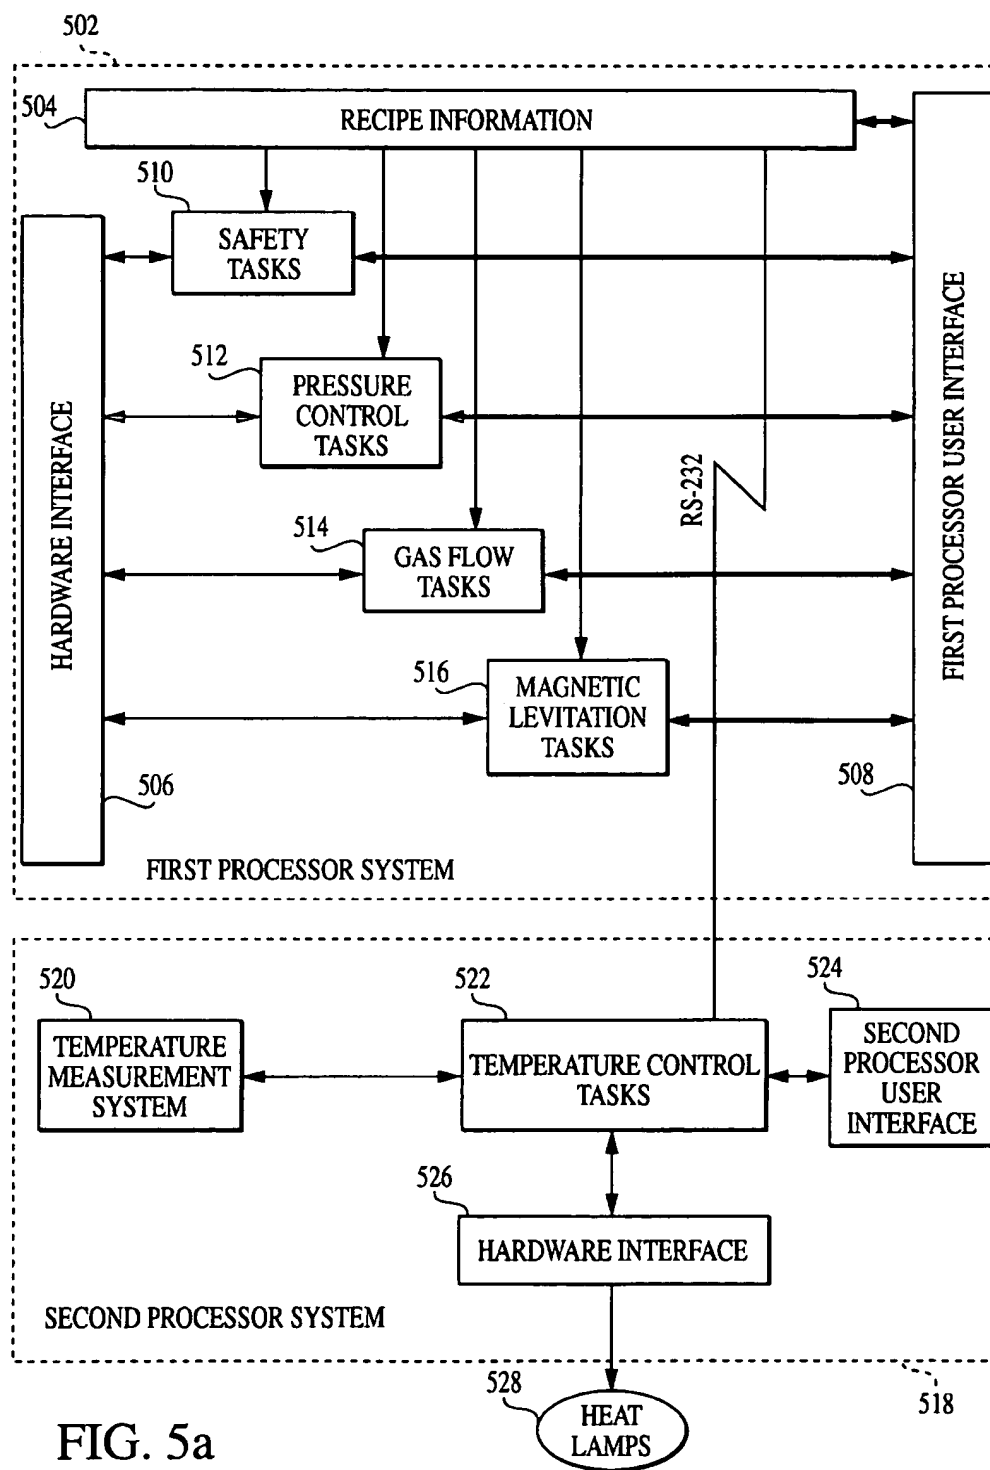 502
504
RECIPE INFORMATION
510
SAFETY
TASKS
512
PRESSURE
CONTROL
TASKS
HARDWARE INTERFACE
FIRST PROCESSOR USER INTERFACE
RS-232
514
GAS FLOW
TASKS
516
MAGNETIC
LEVITATION
TASKS
506
508
FIRST PROCESSOR SYSTEM
520
TEMPERATURE
MEASUREMENT
SYSTEM
522
TEMPERATURE CONTROL
TASKS
524
SECOND
PROCESSOR
USER
INTERFACE
526
HARDWARE INTERFACE
SECOND PROCESSOR SYSTEM
518
528
HEAT
LAMPS
FIG. 5a